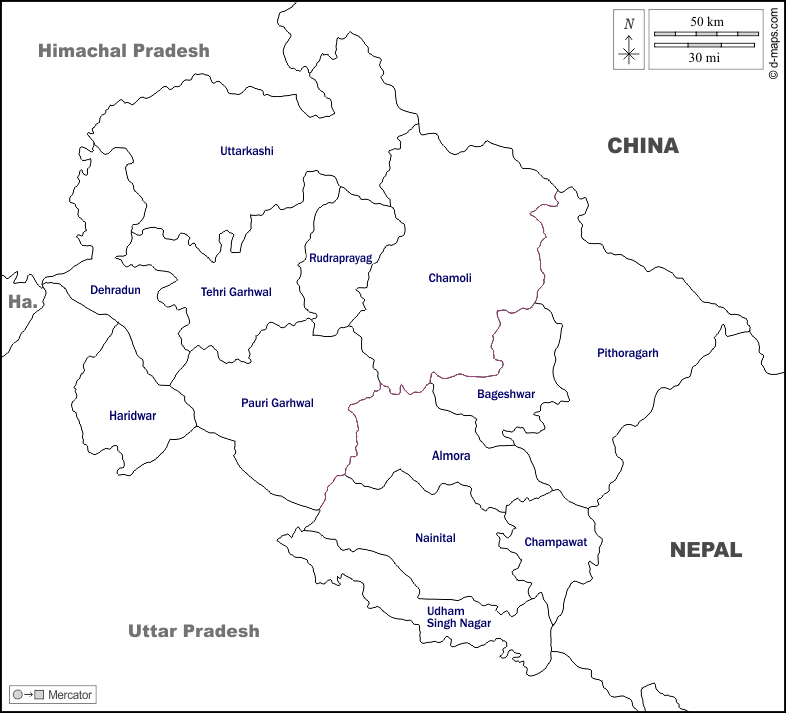 Himachal Pradesh
N
50 km
30 mi
© d-maps.com
CHINA
Uttarkashi
Rudraprayag
Chamoli
Dehradun
Tehri Garhwal
Ha.
Pithoragarh
Bageshwar
Pauri Garhwal
Haridwar
Almora
Nainital
Champawat
NEPAL
Udham
Singh Nagar
Uttar Pradesh
Mercator